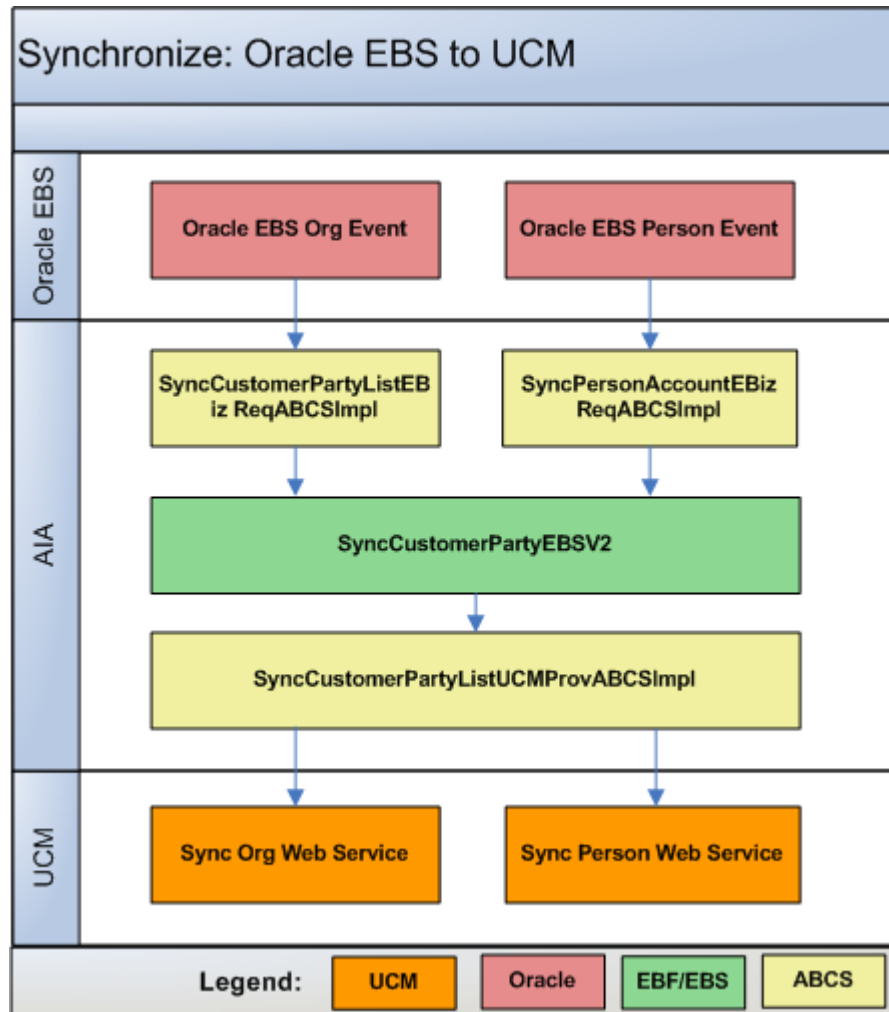 Synchronize: Oracle EBS to UCM
Oracle EBS
Oracle EBS Org Event
Oracle EBS Person Event
AIA
SyncCustomerPartyListEB
iz ReqABCSImpl
SyncPersonAccountEBiz
ReqABCSImpl
SyncCustomerPartyEBSV2
SyncCustomerPartyListUCMProvABCSImpl
UCM
Sync Org Web Service
Sync Person Web Service
Legend:
UCM
Oracle
EBF/EBS
ABCS